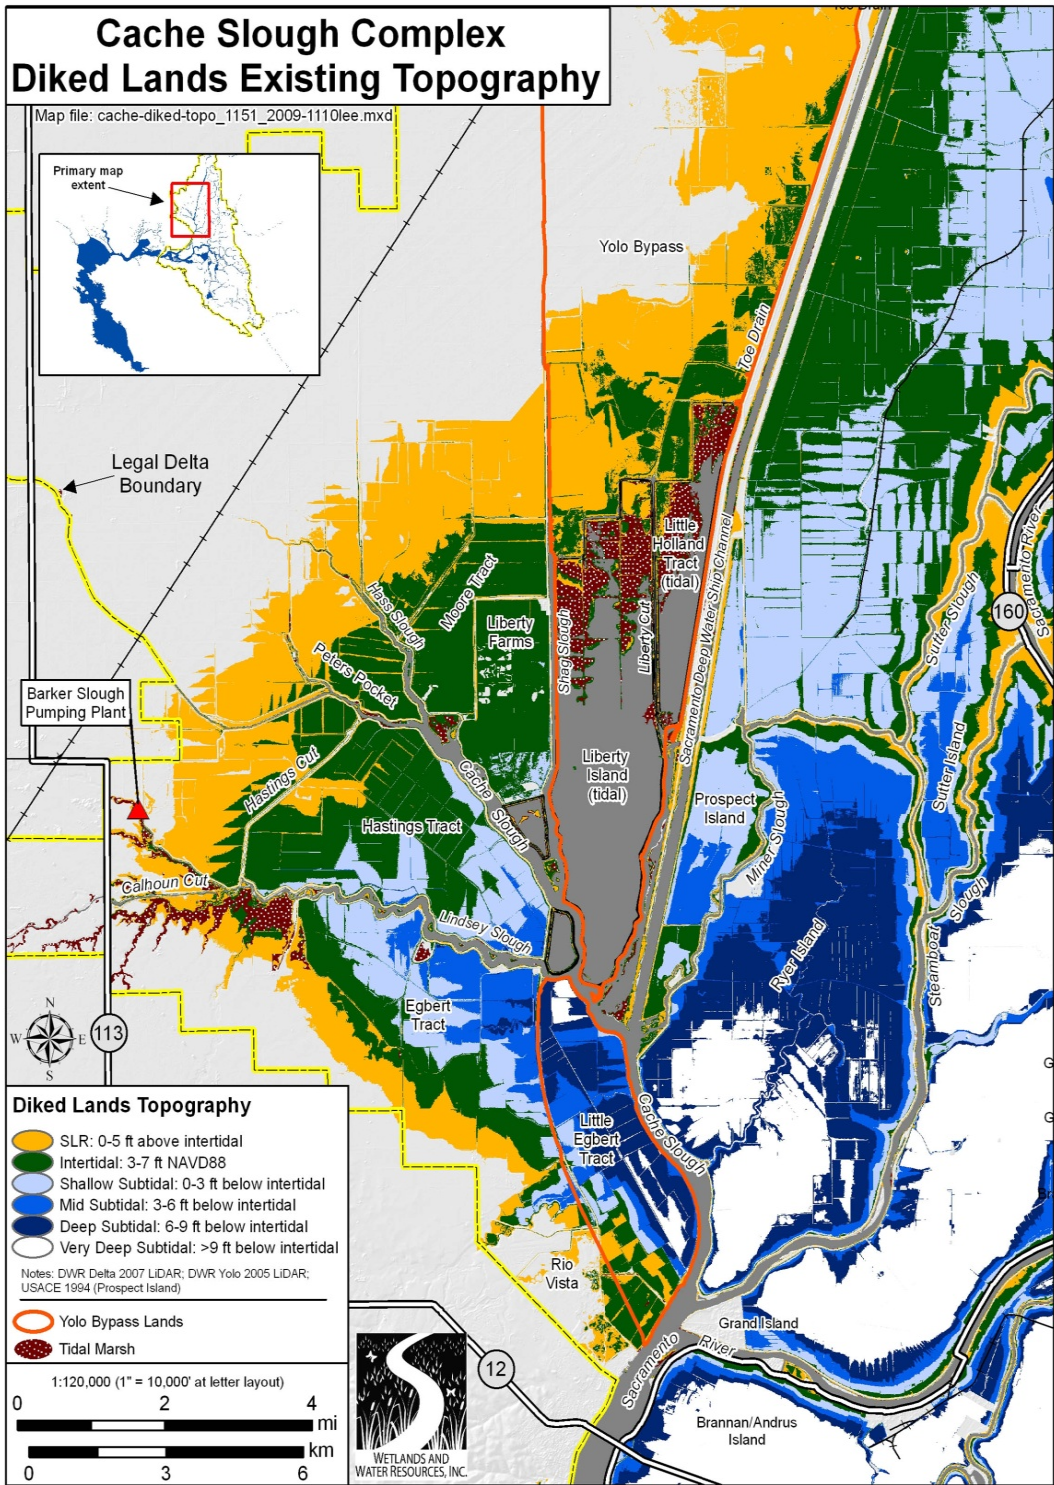 Cache Slough Complex
Diked Lands Existing Topography
Map file: cache-diked-topo_1151_2009-1110lee.mxd
Primary map
extent
Yolo Bypass
Toe Drain
Legal Delta
Boundary
Sacramento River
160
Little
Holland
Tract
(tidal)
Moore Tract
Hass Slough
Liberty
Farms
Shag Slough
Liberty Cut
Sacramento Deep Water Ship Channel
Sutter Slough
Peters Pocket
Barker Slough
Pumping Plant
Hastings Cut
Cache Slough
Liberty
Island
(tidal)
Prospect
Island
Miner Slough
Sutter Island
Hastings Tract
Calhoun Cut
Lindsey Slough
Ryer Island
Steamboat Slough
Egbert
Tract
N
W
E
S
113
G
G
Little
Egbert
Tract
Cache Slough
Rio
Vista
Grand Island
Sacramento River
12
Brannan/Andrus
Island
Diked Lands Topography
SLR: 0-5 ft above intertidal
Intertidal: 3-7 ft NAVD88
Shallow Subtidal: 0-3 ft below intertidal
Mid Subtidal: 3-6 ft below intertidal
Deep Subtidal: 6-9 ft below intertidal
Very Deep Subtidal: >9 ft below intertidal
Notes: DWR Delta 2007 LiDAR; DWR Yolo 2005 LiDAR;
USACE 1994 (Prospect Island)
Yolo Bypass Lands
Tidal Marsh
1:120,000 (1" = 10,000' at letter layout)
0 2 4
mi
km
0 3 6
WETLANDS AND
WATER RESOURCES, INC.